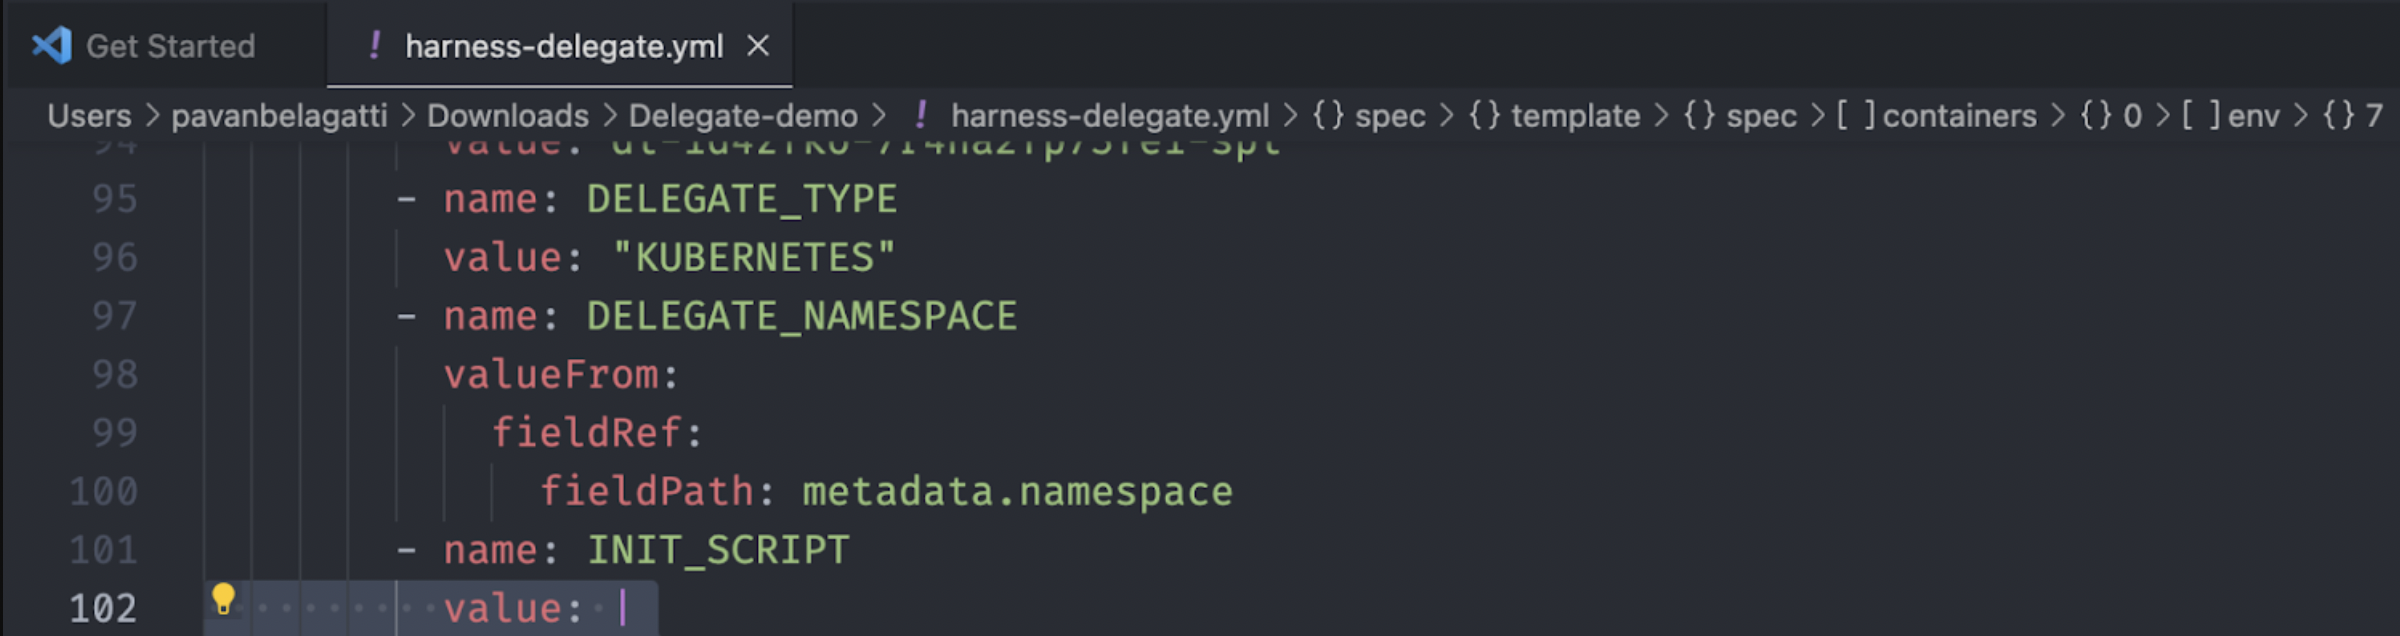 Get Started ! harness-delegate.yml ×
Users > pavanbelagatti > Downloads > Delegate-demo > ! harness-delegate.yml > {} spec > {} template > {} spec > [ ] containers > {} 0 > [ ] env > {} 7
value:
95 - name: DELEGATE_TYPE
96 value: "KUBERNETES"
97 - name: DELEGATE_NAMESPACE
98 valueFrom:
99 fieldRef:
100 fieldPath: metadata.namespace
101 - name: INIT_SCRIPT
102 value: |